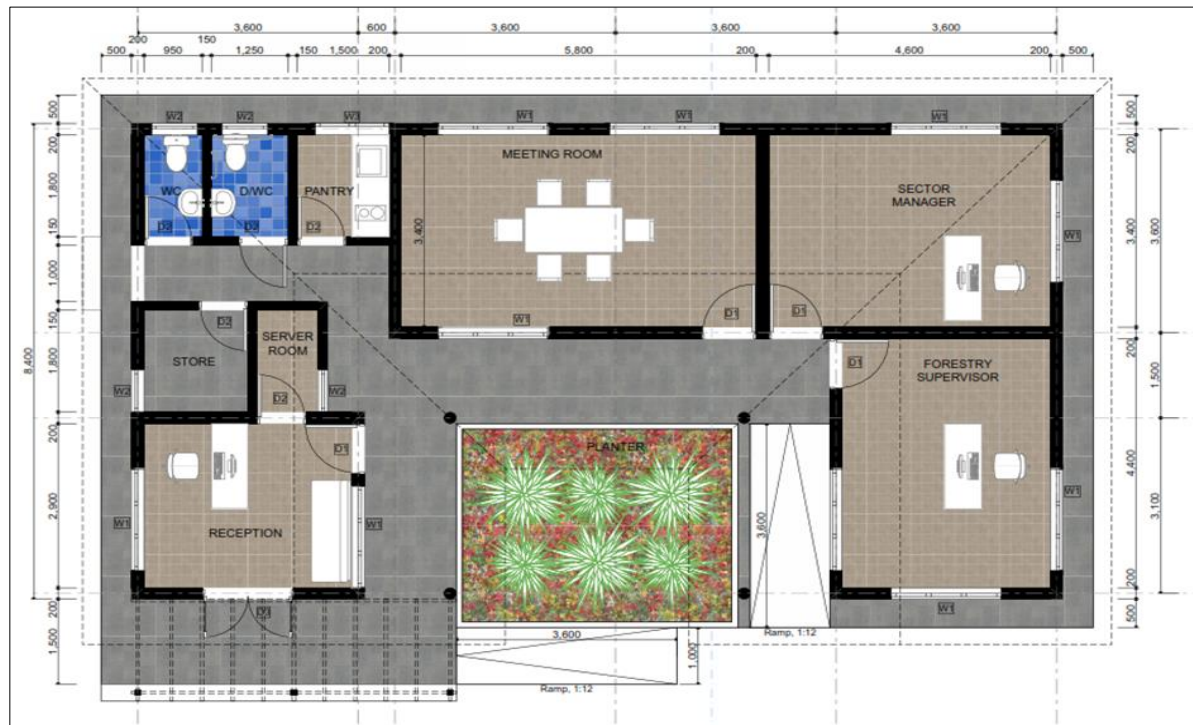 3,600
600
3,600
3,600
3,600
200
150
500
950
1,250
150
1,500
200
5,800
200
4,600
200
500
500
200
1,800
150
1,000
150
1,800
200
2,900
200
1,500
8,400
W2
W2
W3
W1
W1
W1
WC
D/WC
PANTRY
MEETING ROOM
SECTOR
MANAGER
D2
D2
D2
3,400
W1
W1
D1
D1
D2
STORE
SERVER
ROOM
D1
FORESTRY
SUPERVISOR
W2
D2
W2
D1
PLANTER
W1
RECEPTION
W1
3,600
W1
W1
3,600
1,000
Ramp, 1:12
Ramp, 1:12
500
200
3,400
200
4,400
200
500
3,600
1,500
3,100